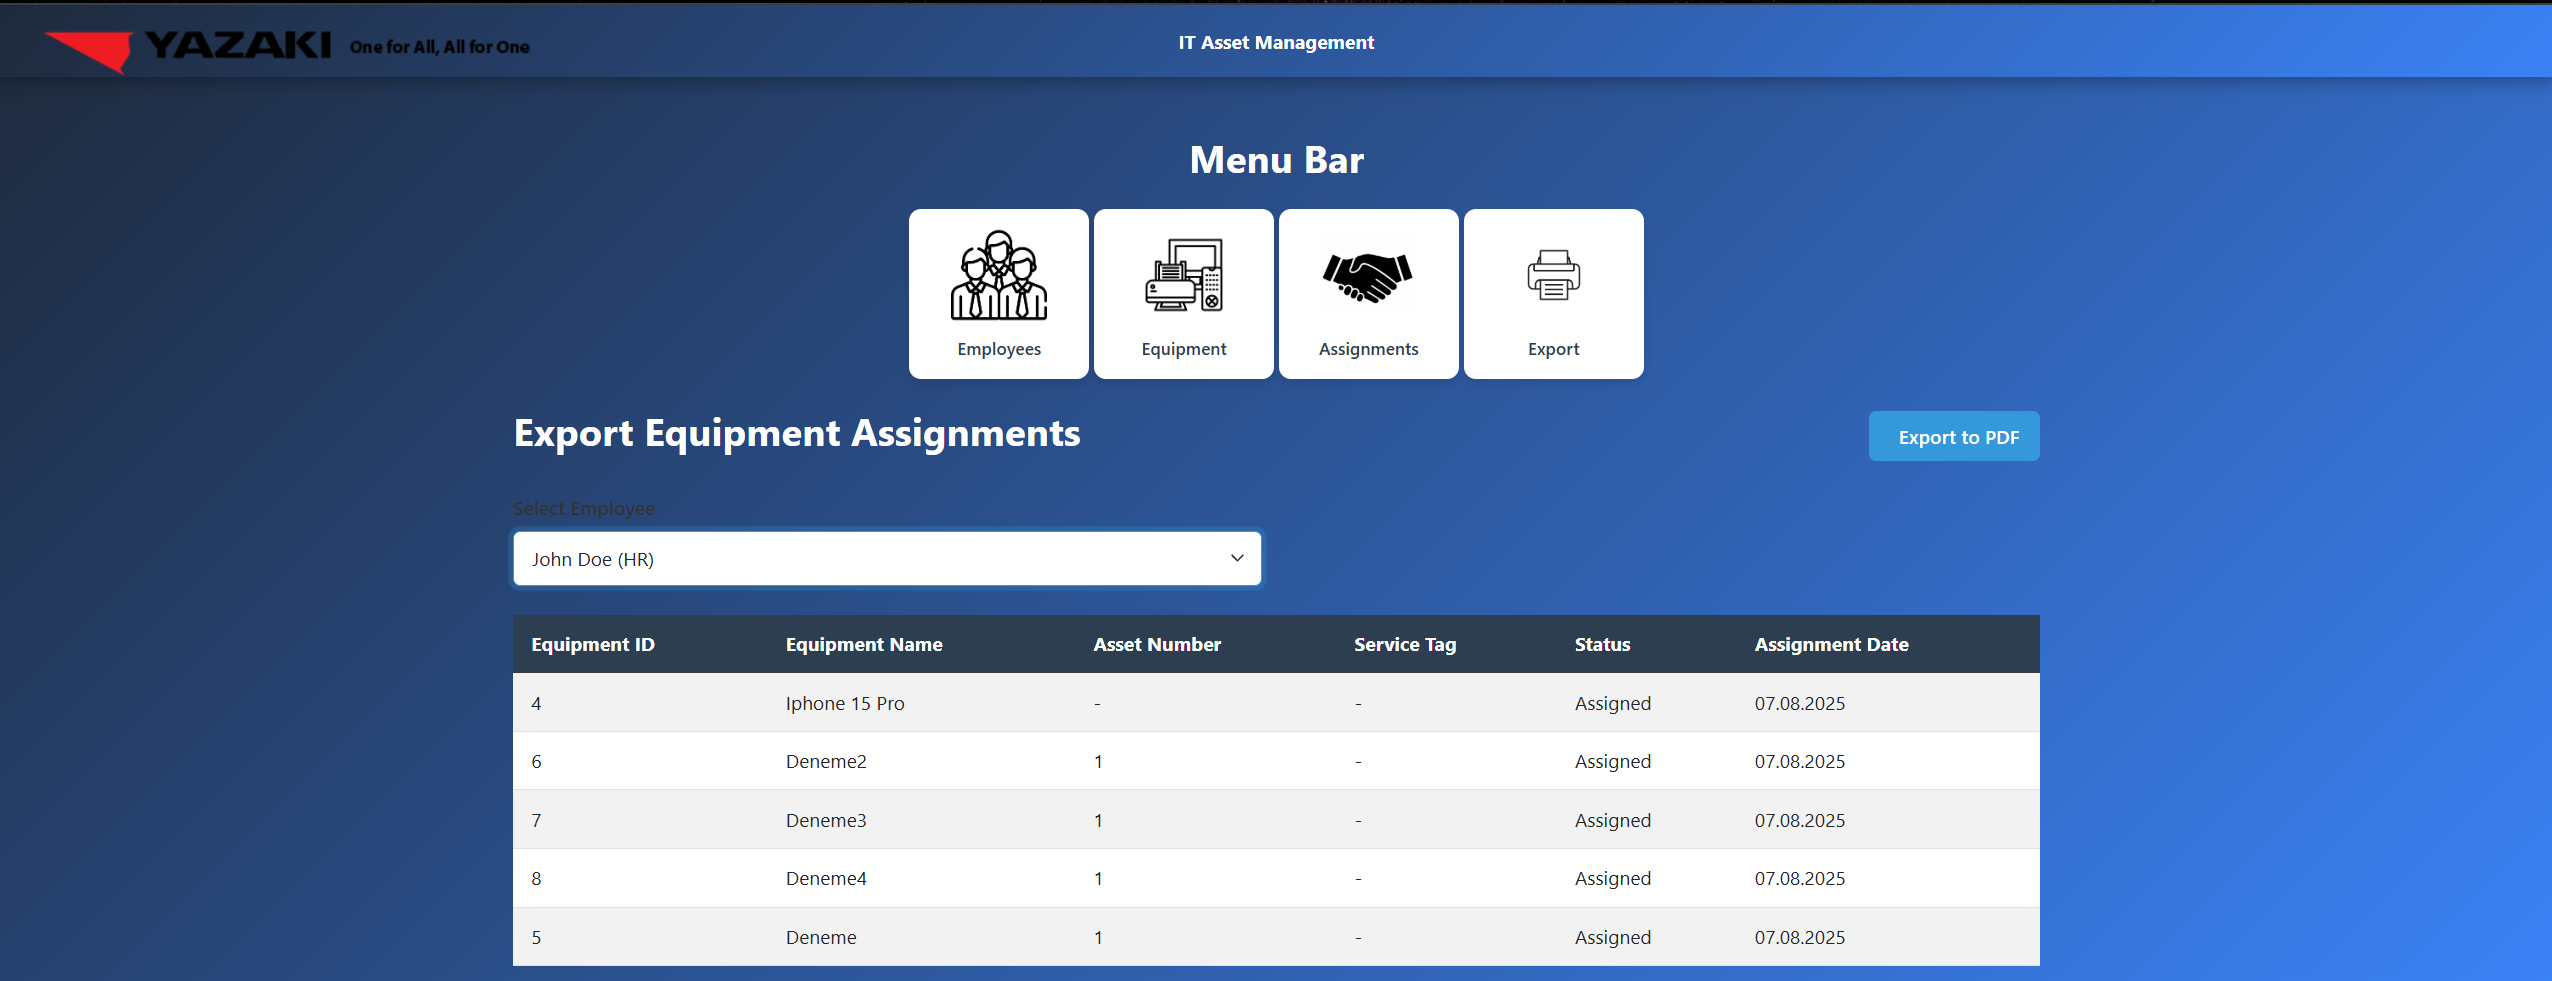 YAZAKI One for All, All for One
IT Asset Management
Menu Bar
Employees Equipment Assignments Export
Export Equipment Assignments
Export to PDF
Select Employee
John Doe (HR)
Equipment ID Equipment Name Asset Number Service Tag Status Assignment Date
4 Iphone 15 Pro - - Assigned 07.08.2025
6 Deneme2 1 - Assigned 07.08.2025
7 Deneme3 1 - Assigned 07.08.2025
8 Deneme4 1 - Assigned 07.08.2025
5 Deneme 1 - Assigned 07.08.2025